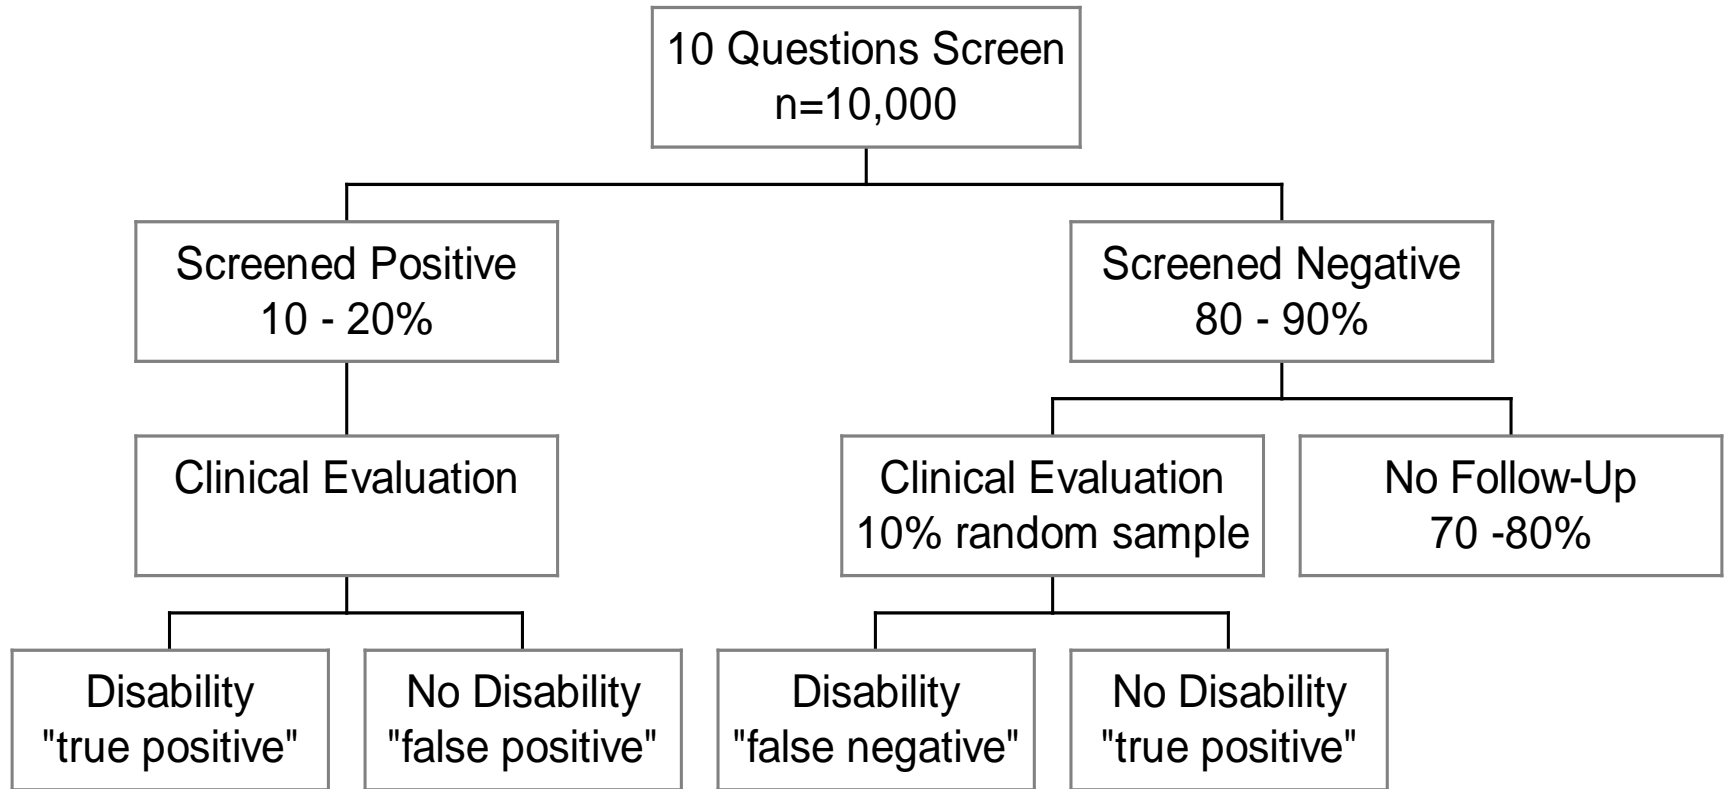 10 Questions Screen
n=10,000
Screened Positive
10 - 20%
Screened Negative
80 - 90%
Clinical Evaluation
Clinical Evaluation
10% random sample
No Follow-Up
70 -80%
Disability
"true positive"
No Disability
"false positive"
Disability
"false negative"
No Disability
"true positive"